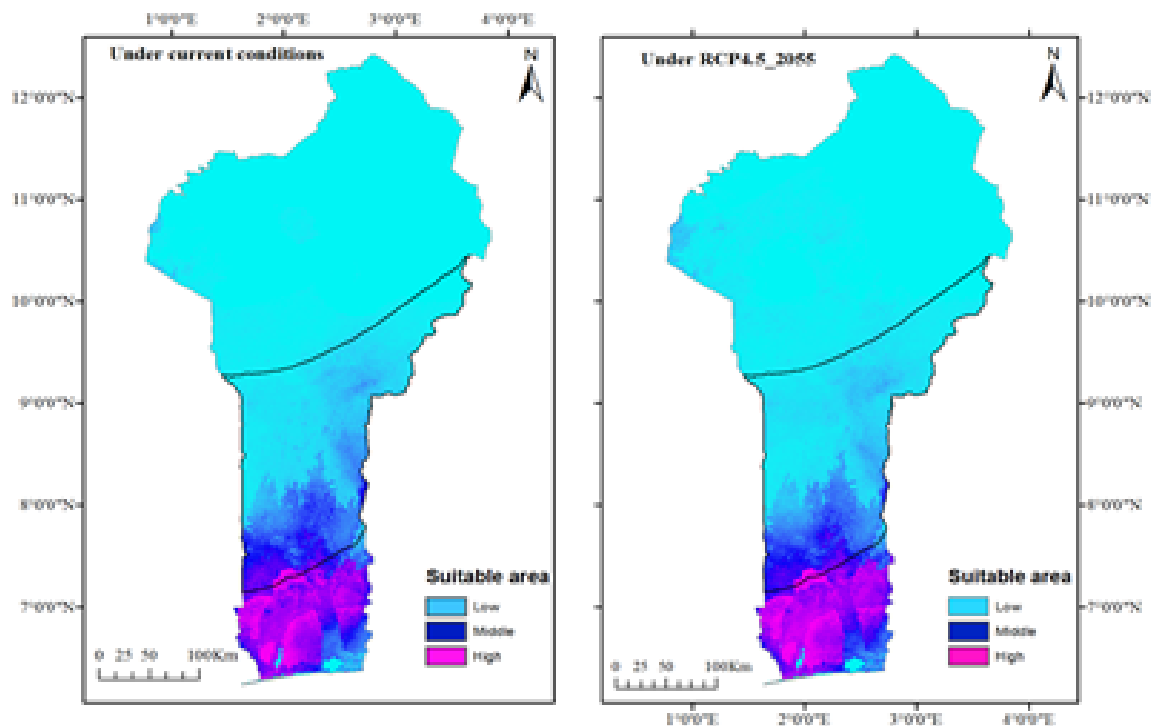 1°0'0"E 2°0'0"E 3°0'0"E 4°0'0"E
Under current conditions
N
12°0'0"N
11°0'0"N
10°0'0"N
9°0'0"N
8°0'0"N
7°0'0"N
Suitable area
Low
Middle
High
0 25 50 100Km
Under RCP4.5_2055
N
12°0'0"N
11°0'0"N
10°0'0"N
9°0'0"N
8°0'0"N
7°0'0"N
Suitable area
Low
Middle
High
0 25 50 100Km
1°0'0"E 2°0'0"E 3°0'0"E 4°0'0"E